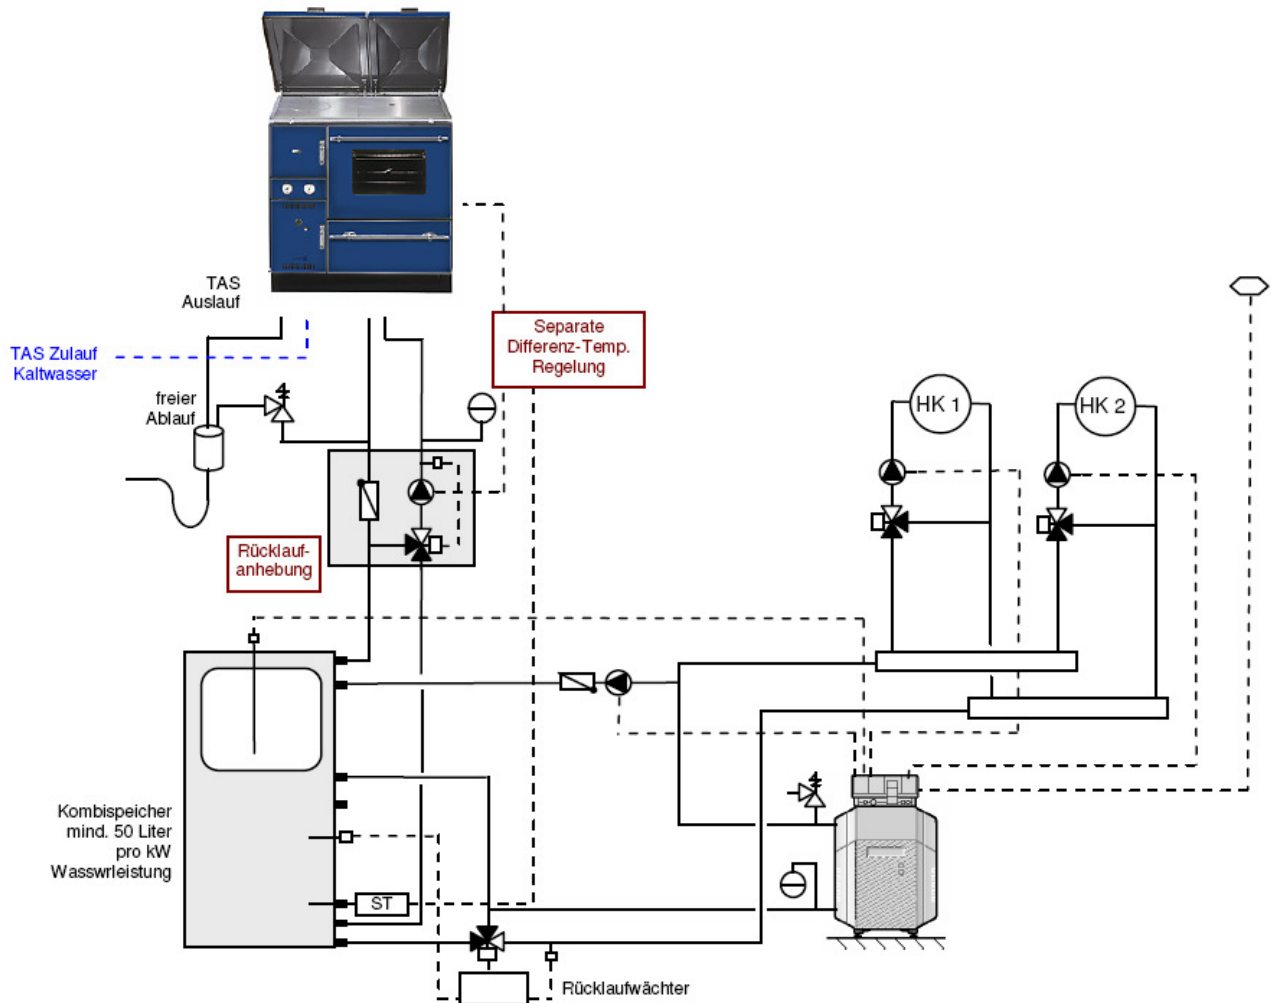 TAS
Auslauf
TAS Zulauf
Kaltwasser
freier
Ablauf
Separate
Differenz-Temp.
Regelung
HK 1
HK 2
Rücklauf-
anhebung
Kombispeicher
mind. 50 Liter
pro kW
Wasswrleistung
ST
Rücklaufwächter